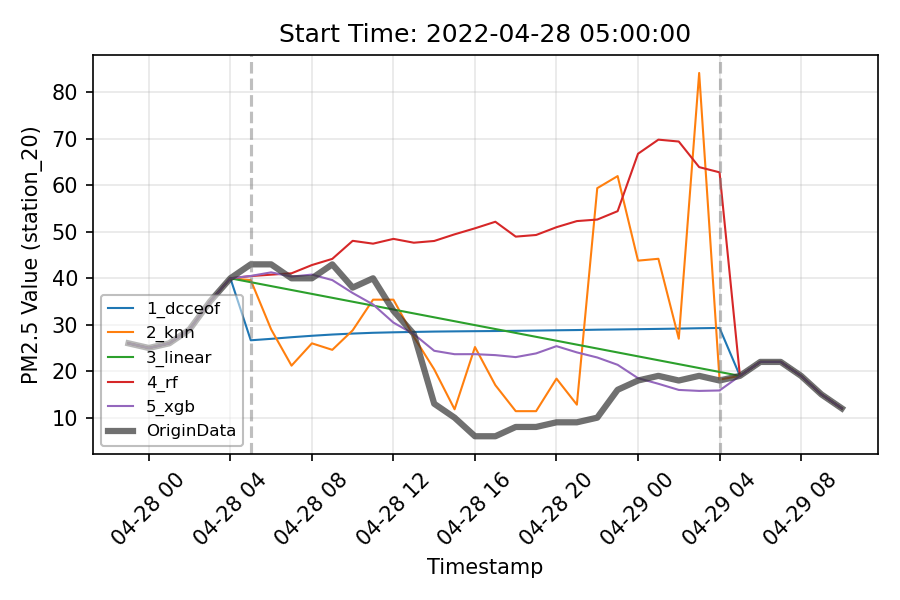 Start Time: 2022-04-28 05:00:00
PM2.5 Value (station_20)
80
70
60
50
40
30
20
10
1_dcceof
2_knn
3_linear
4_rf
5_xgb
OriginData
04-28 00
04-28 04
04-28 08
04-28 12
04-28 16
04-28 20
04-29 00
04-29 04
04-29 08
Timestamp